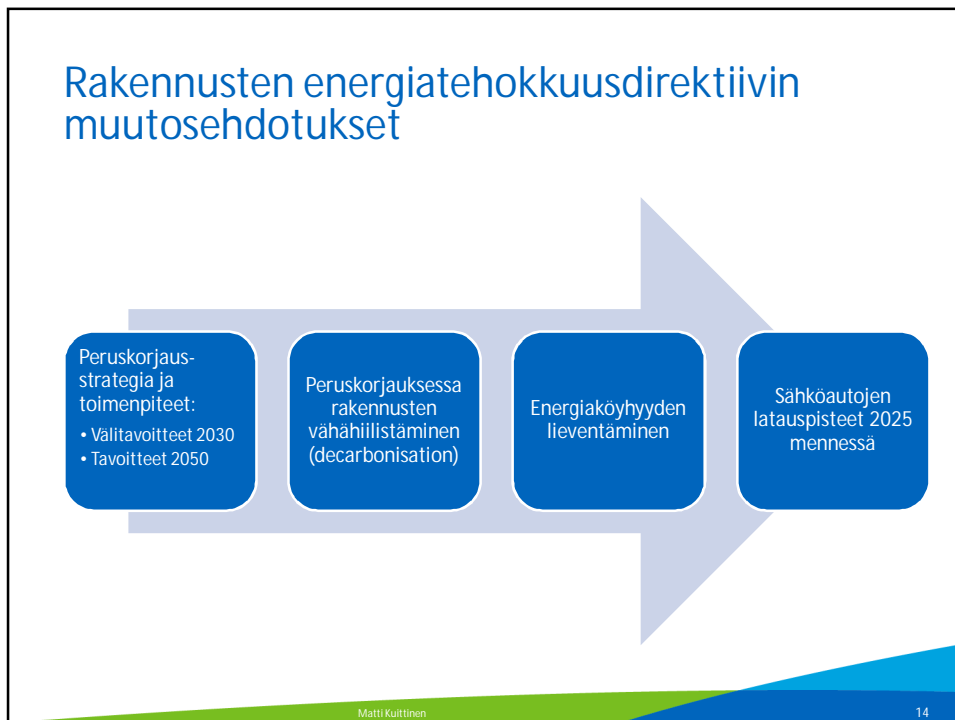 Rakennusten energiatehokkuusdirektiivin
muutosehdotukset
Peruskorjaus-
strategia ja
toimenpiteet:
• Välitavoitteet 2030
• Tavoitteet 2050
Peruskorjauksessa
rakennusten
vähähiilistäminen
(decarbonisation)
Energiaköyhyyden
lieventäminen
Sähköautojen
latauspisteet 2025
mennessä
Matti Kuittinen
14